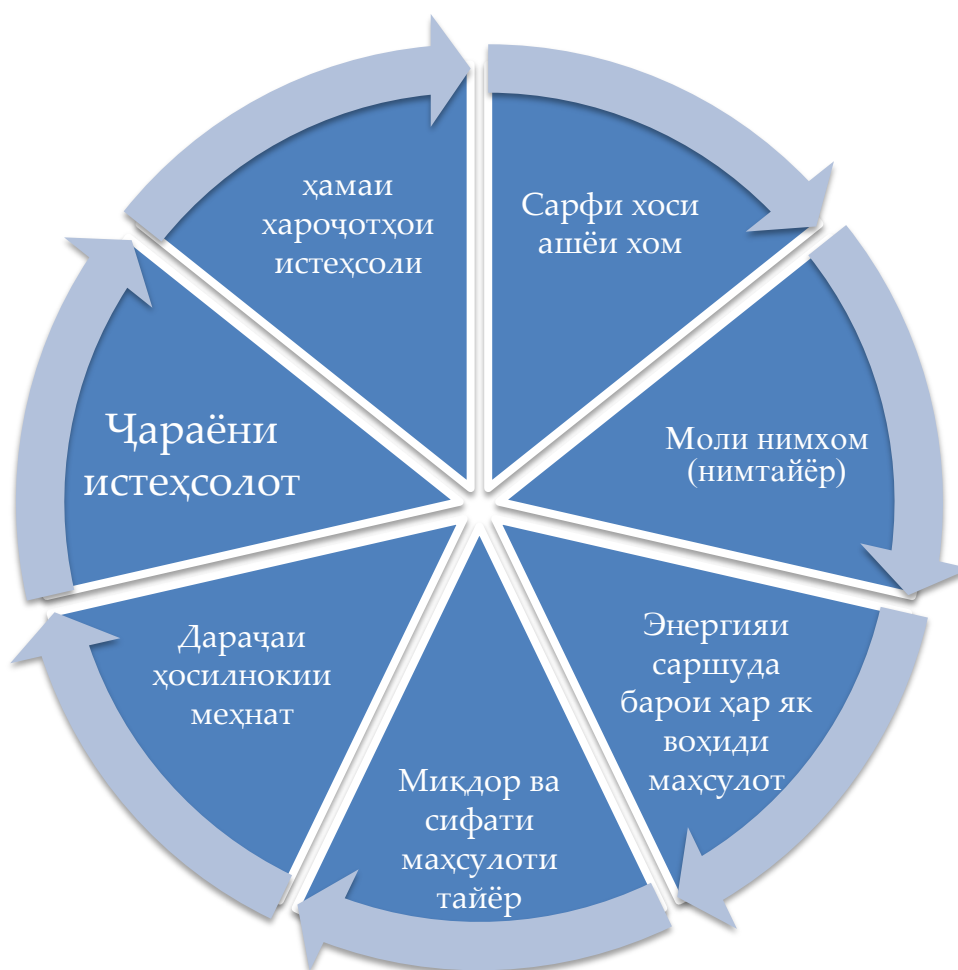 Сарфи хоси
ашёи хом
Моли нимхом
(нимтайёр)
Энергияи
саршуда
барои ҳар як
воҳиди
маҳсулот
Миқдор ва
сифати
маҳсулоти
тайёр
Дараҷаи
ҳосилнокии
меҳнат
Ҷараёни
истеҳсолот
ҳамаи
хароҷотҳои
истеҳсоли